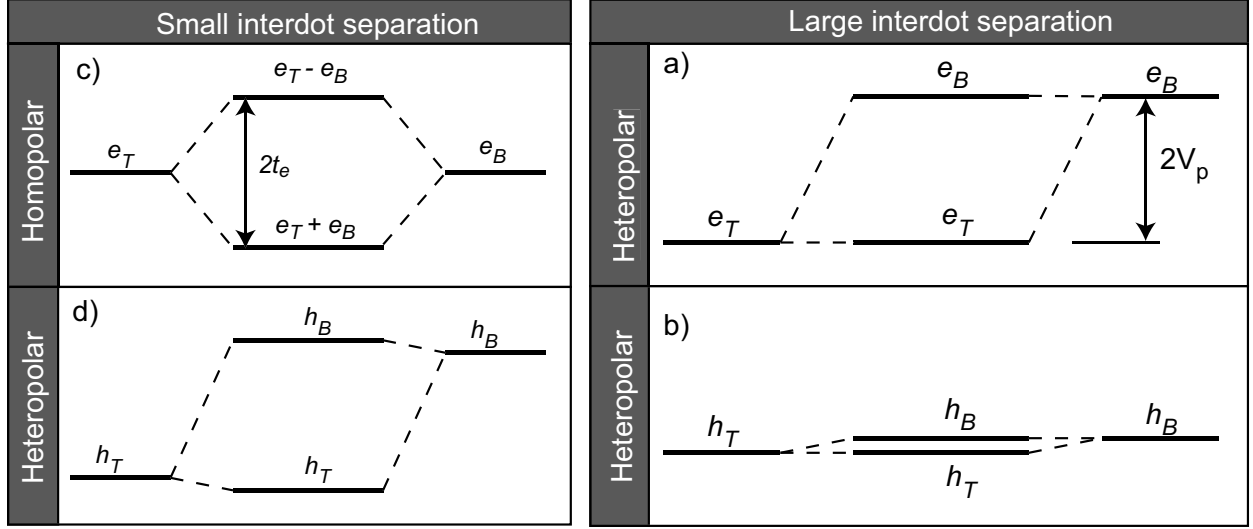 Small interdot separation
Homopolar
c)
e_T - e_B
e_T
2t_e
e_B
e_T + e_B
Heteropolar
d)
h_B
h_B
h_T
h_T
Large interdot separation
Heteropolar
a)
e_B
e_B
2V_p
e_T
e_T
Heteropolar
b)
h_T
h_B
h_B
h_T